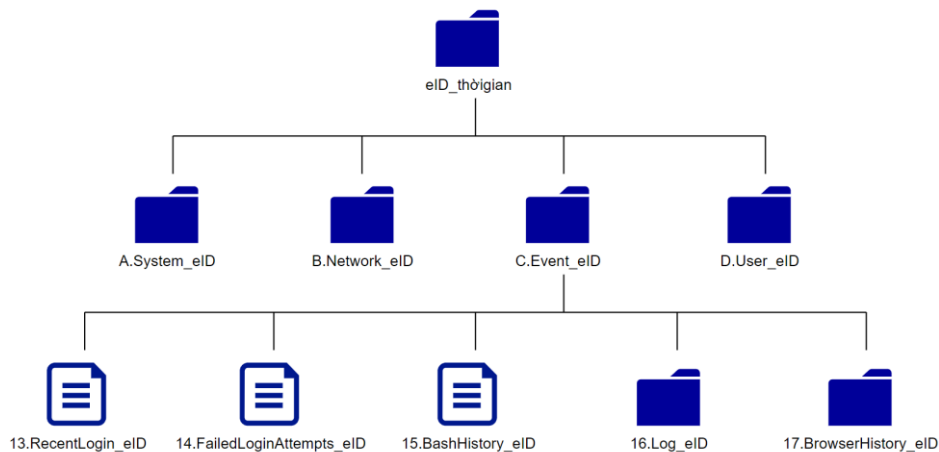 eID_thờigian
A.System_eID
B.Network_eID
C.Event_eID
D.User_eID
13.RecentLogin_eID
14.FailedLoginAttempts_eID
15.BashHistory_eID
16.Log_eID
17.BrowserHistory_eID